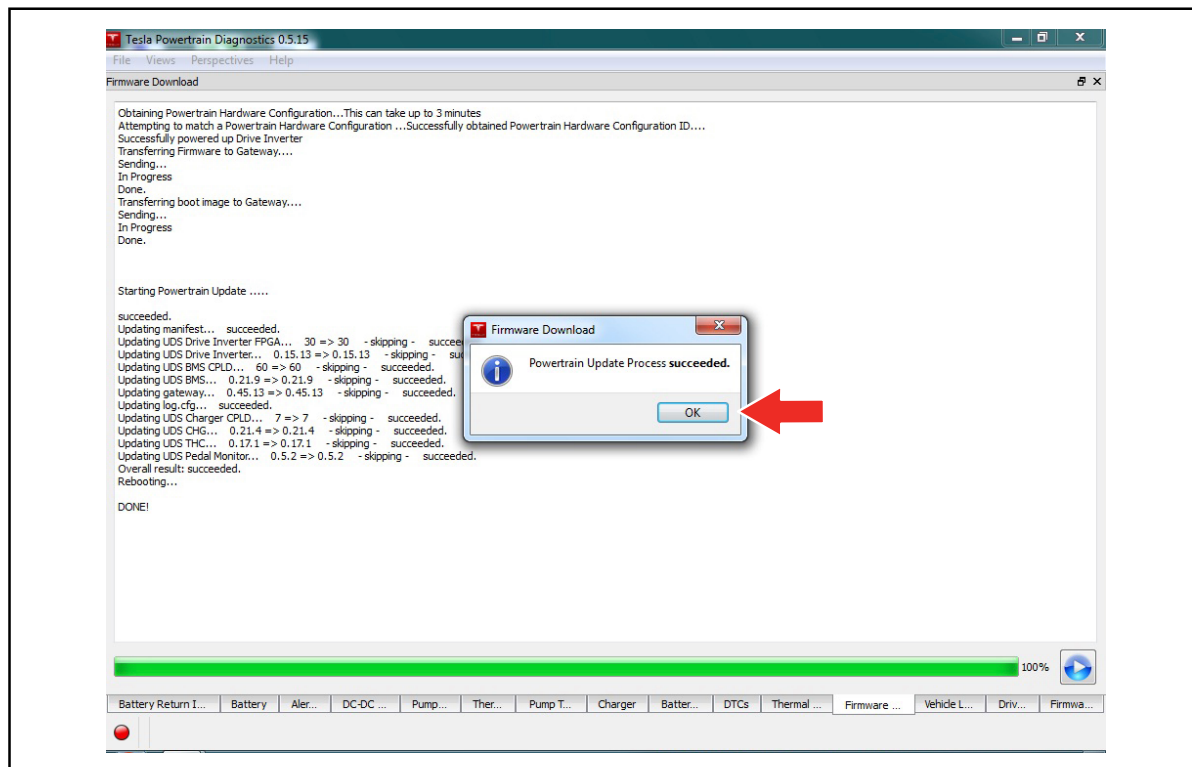 Tesla Powertrain Diagnostics 0.5.15
File Views Perspectives Help
Firmware Download
Obtaining Powertrain Hardware Configuration...This can take up to 3 minutes
Attempting to match a Powertrain Hardware Configuration ...Successfully obtained Powertrain Hardware Configuration ID....
Successfully powered up Drive Inverter
Transferring Firmware to Gateway....
Sending...
In Progress
Done.
Transferring boot image to Gateway....
Sending...
In Progress
Done.
Starting Powertrain Update .....
succeeded.
Updating manifest... succeeded.
Updating UDS Drive Inverter FPGA... 30 => 30 - skipping - succee
Updating UDS Drive Inverter... 0.15.13 => 0.15.13 - skipping - su
Updating UDS BMS CPLD... 60 => 60 - skipping - succeeded.
Updating UDS BMS... 0.21.9 => 0.21.9 - skipping - succeeded.
Updating gateway... 0.45.13 => 0.45.13 - skipping - succeeded.
Updating log.cfg... succeeded.
Updating UDS Charger CPLD... 7 => 7 - skipping - succeeded.
Updating UDS CHG... 0.21.4 => 0.21.4 - skipping - succeeded.
Updating UDS THC... 0.17.1 => 0.17.1 - skipping - succeeded.
Updating UDS Pedal Monitor... 0.5.2 => 0.5.2 - skipping - succeeded.
Overall result: succeeded.
Rebooting...
DONE!
Firmware Download
Powertrain Update Process succeeded.
OK
100%
Battery Return I... Battery Aler... DC-DC ... Pump... Ther... Pump T... Charger Batter... DTCs Thermal ... Firmware ... Vehicle L... Driv... Firmwa...